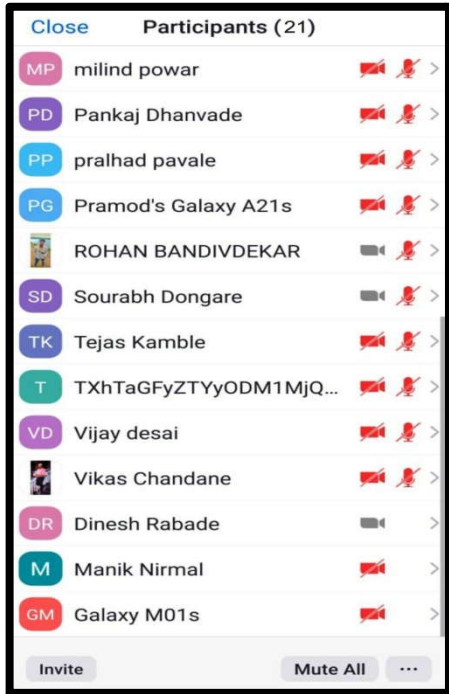 Close Participants (21)
MP milind powar
PD Pankaj Dhanvade
PP pralhad pavale
PG Pramod's Galaxy A21s
ROHAN BANDIVDEKAR
SD Sourabh Dongare
TK Tejas Kamble
T TXhTaGFyZTYyODM1MjQ...
VD Vijay desai
Vikas Chandane
DR Dinesh Rabade
M Manik Nirmal
GM Galaxy M01s
Invite Mute All ...